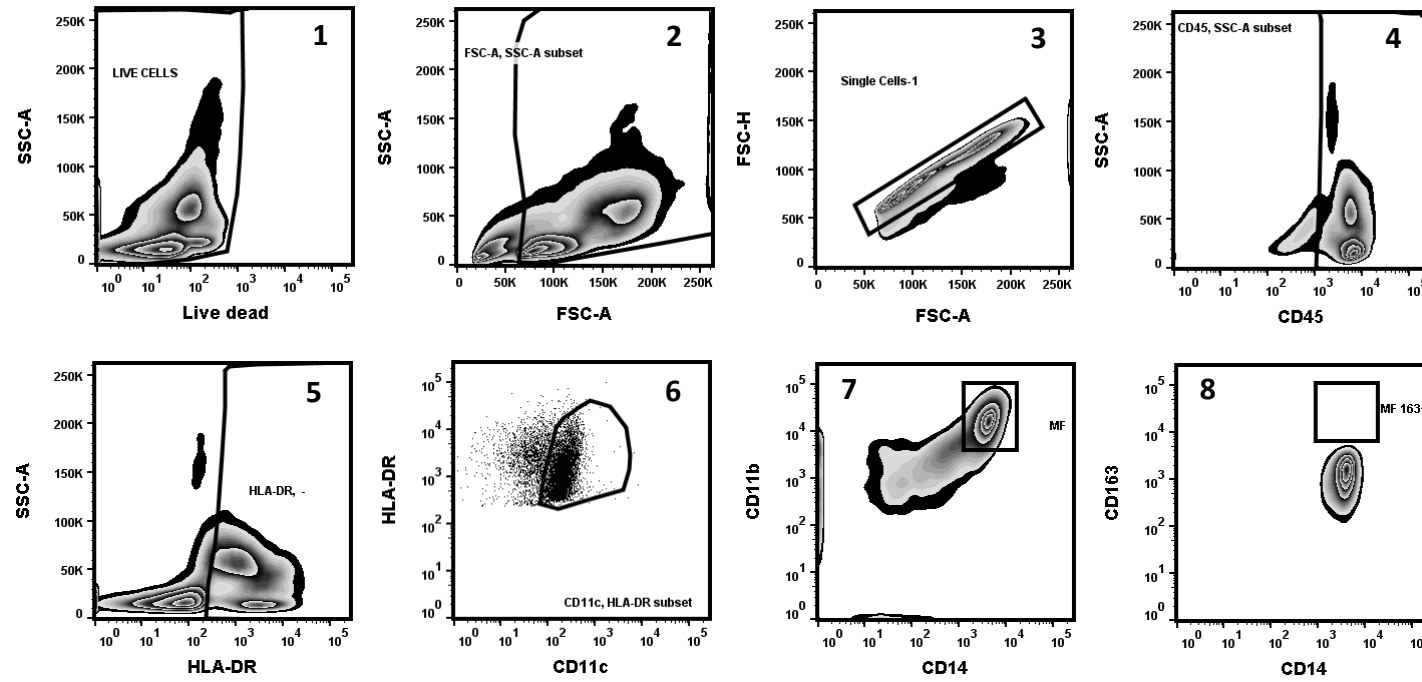 1
250K
200K
150K
100K
50K
0
SSC-A
LIVE CELLS
10^0 10^1 10^2 10^3 10^4 10^5
Live dead
2
250K
200K
150K
100K
50K
0
SSC-A
FSC-A, SSC-A subset
0 50K 100K 150K 200K 250K
FSC-A
3
250K
200K
150K
100K
50K
0
FSC-H
Single Cells-1
0 50K 100K 150K 200K 250K
FSC-A
4
250K
200K
150K
100K
50K
0
SSC-A
CD45, SSC-A subset
10^0 10^1 10^2 10^3 10^4 10^5
CD45
5
250K
200K
150K
100K
50K
0
SSC-A
HLA-DR, -
10^0 10^1 10^2 10^3 10^4 10^5
HLA-DR
6
10^5
10^4
10^3
10^2
10^1
10^0
HLA-DR
CD11c, HLA-DR subset
10^0 10^1 10^2 10^3 10^4 10^5
CD11c
7
10^5
10^4
10^3
10^2
10^1
10^0
CD11b
MF
10^0 10^1 10^2 10^3 10^4 10^5
CD14
8
10^5
10^4
10^3
10^2
10^1
10^0
CD163
MF 163
10^0 10^1 10^2 10^3 10^4 10^5
CD14